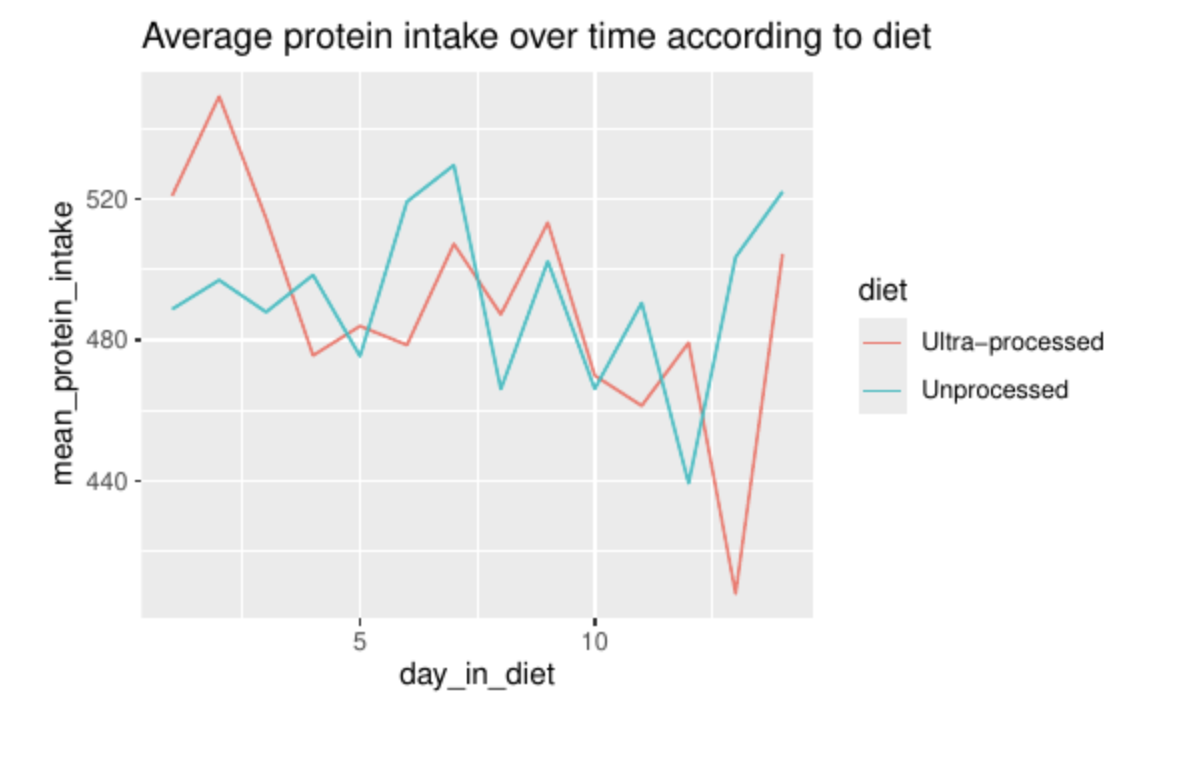 Average protein intake over time according to diet
mean_protein_intake
520
480
440
5
10
day_in_diet
diet
Ultra−processed
Unprocessed